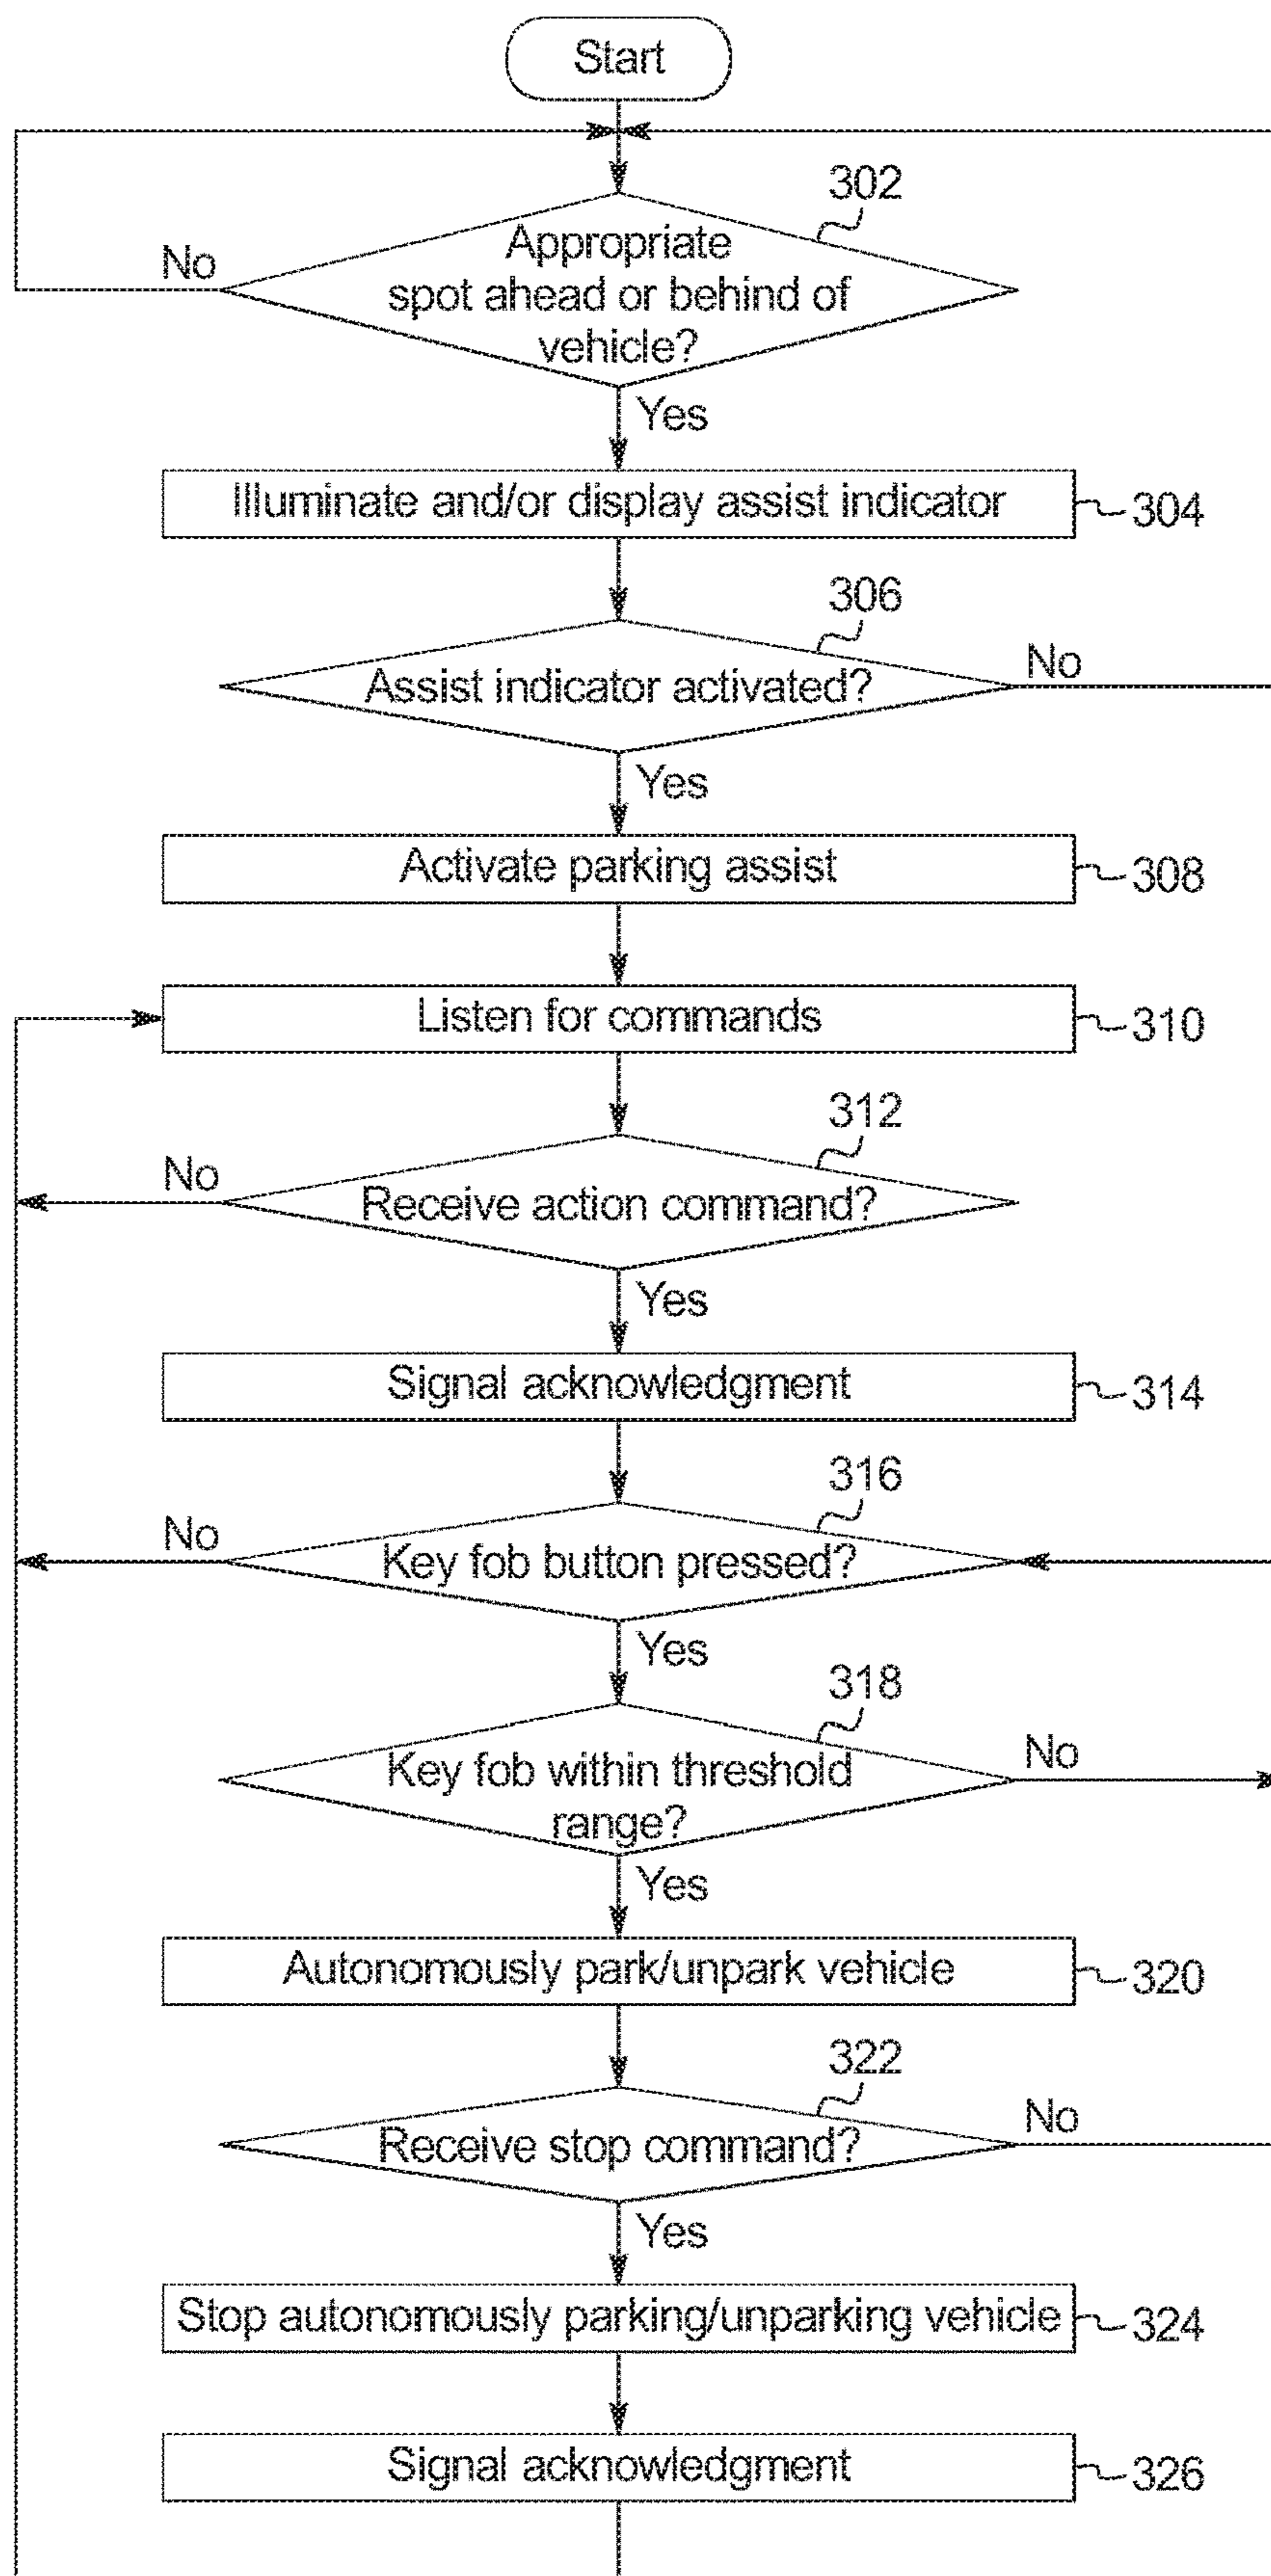 Start
302
No
Appropriate
spot ahead or behind of
vehicle?
Yes
Illuminate and/or display assist indicator
304
306
No
Assist indicator activated?
Yes
Activate parking assist
308
Listen for commands
310
312
No
Receive action command?
Yes
Signal acknowledgment
314
316
No
Key fob button pressed?
Yes
318
No
Key fob within threshold
range?
Yes
Autonomously park/unpark vehicle
320
322
No
Receive stop command?
Yes
Stop autonomously parking/unparking vehicle
324
Signal acknowledgment
326